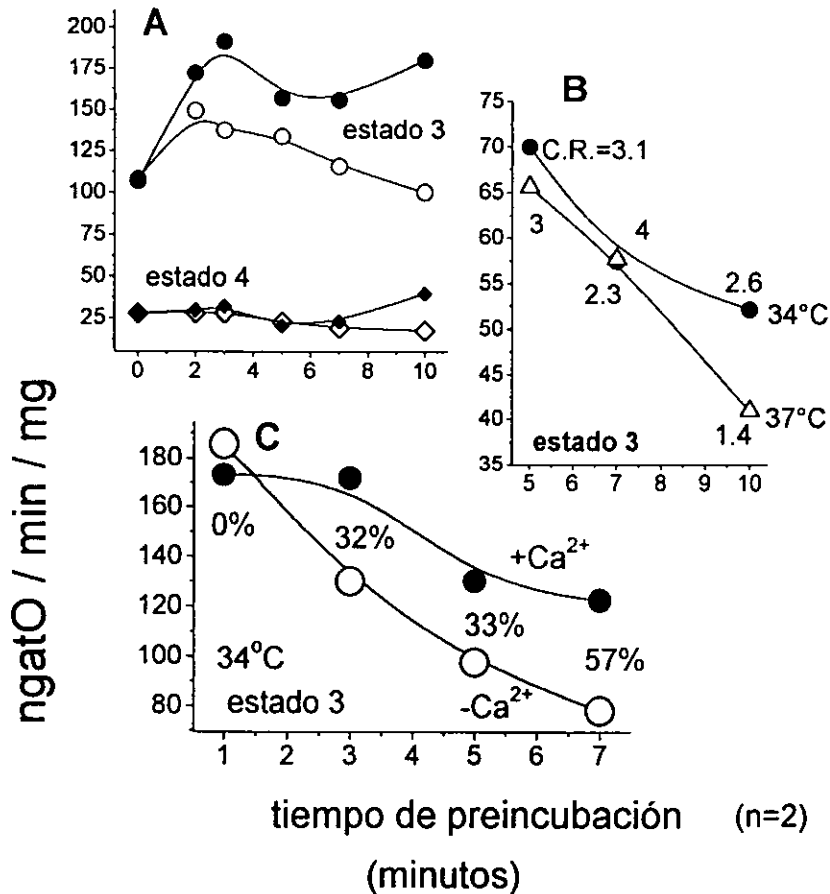 A
200
175
150
125
100
75
50
25
estado 3
estado 4
0 2 4 6 8 10
B
75
70
65
60
55
50
45
40
35
C.R.=3.1
3
4
2.3
2.6
34°C
1.4
37°C
estado 3
5 6 7 8 9 10
C
180
160
140
120
100
80
0%
32%
+Ca²⁺
33%
57%
34°C
estado 3
-Ca²⁺
1 2 3 4 5 6 7
ngatO / min / mg
tiempo de preincubación (n=2)
(minutos)